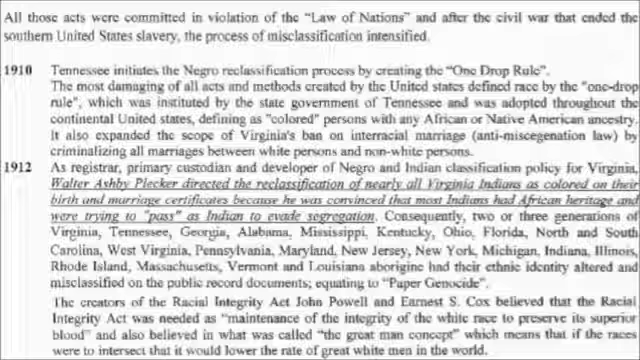 All those acts were committed in violation of the “Law of Nations” and after the civil war that ended the
southern United States slavery, the process of misclassification intensified.
1910 Tennessee initiates the Negro reclassification process by creating the “One Drop Rule”.
The most damaging of all acts and methods created by the United states defined race by the "one-drop
rule", which was instituted by the state government of Tennessee and was adopted throughout the
continental United states, defining as "colored" persons with any African or Native American ancestry.
It also expanded the scope of Virginia's ban on interracial marriage (anti-miscegenation law) by
criminalizing all marriages between white persons and non-white persons.
1912 As registrar, primary custodian and developer of Negro and Indian classification policy for Virginia,
Walter Ashby Plecker directed the reclassification of nearly all Virginia Indians as colored on their
birth and marriage certificates because he was convinced that most Indians had African heritage and
were trying to "pass" as Indian to evade segregation. Consequently, two or three generations of
Virginia, Tennessee, Georgia, Alabama, Mississippi, Kentucky, Ohio, Florida, North and South
Carolina, West Virginia, Pennsylvania, Maryland, New Jersey, New York, Michigan, Indiana, Illinois,
Rhode Island, Massachusetts, Vermont and Louisiana aborigine had their ethnic identity altered and
misclassified on the public record documents; equating to “Paper Genocide”.
The creators of the Racial Integrity Act John Powell and Earnest S. Cox believed that the Racial
Integrity Act was needed as “maintenance of the integrity of the white race to preserve its superior
blood” and also believed in what was called “the great man concept” which means that if the races
were to intersect that it would lower the rate of great white men in the world.